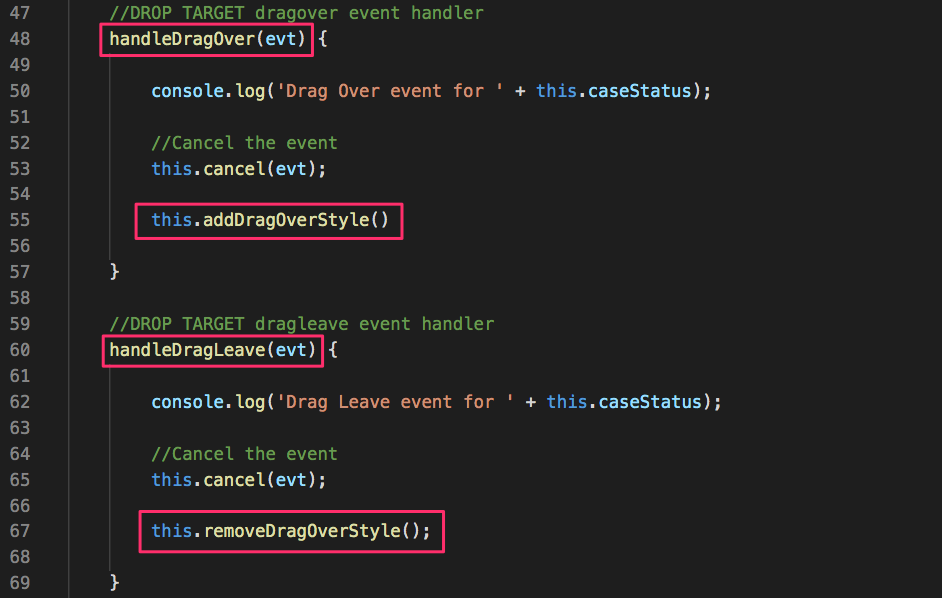 47 //DROP TARGET dragover event handler
48 handleDragOver(evt) {
49
50 console.log('Drag Over event for ' + this.caseStatus);
51
52 //Cancel the event
53 this.cancel(evt);
54
55 this.addDragOverStyle()
56
57 }
58
59 //DROP TARGET dragleave event handler
60 handleDragLeave(evt) {
61
62 console.log('Drag Leave event for ' + this.caseStatus);
63
64 //Cancel the event
65 this.cancel(evt);
66
67 this.removeDragOverStyle();
68
69 }